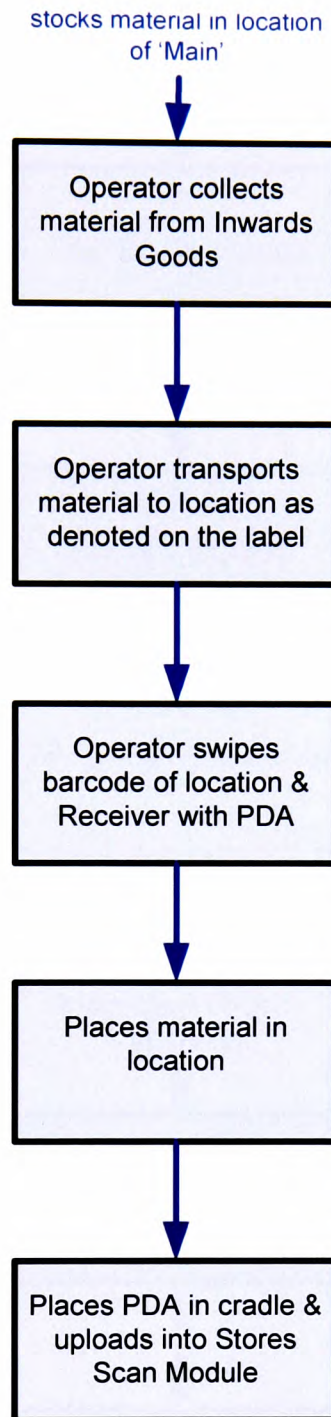 stocks material in location
of 'Main'
Operator collects
material from Inwards
Goods
Operator transports
material to location as
denoted on the label
Operator swipes
barcode of location &
Receiver with PDA
Places material in
location
Places PDA in cradle &
uploads into Stores
Scan Module